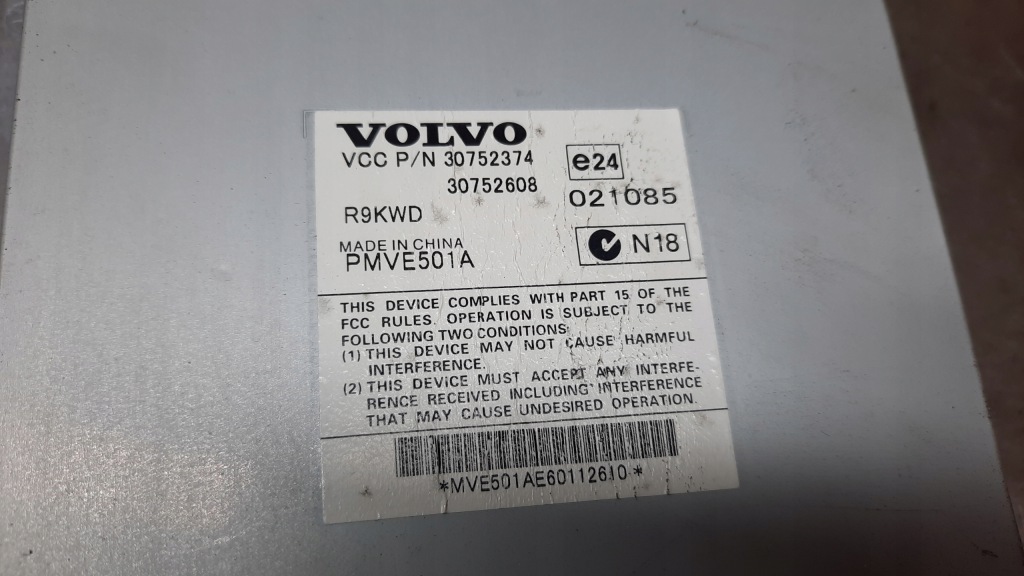 VOLVO
VCC P/N 30752374
30752608
e24
021085
R9KWD
N18
MADE IN CHINA
PMVE501A
THIS DEVICE COMPLIES WITH PART 15 OF THE
FCC RULES. OPERATION IS SUBJECT TO THE
FOLLOWING TWO CONDITIONS:
(1) THIS DEVICE MAY NOT CAUSE HARMFUL
INTERFERENCE.
(2) THIS DEVICE MUST ACCEPT ANY INTERFE-
RENCE RECEIVED INCLUDING INTERFERENCE
THAT MAY CAUSE UNDESIRED OPERATION.
*MVE501AE60112610*